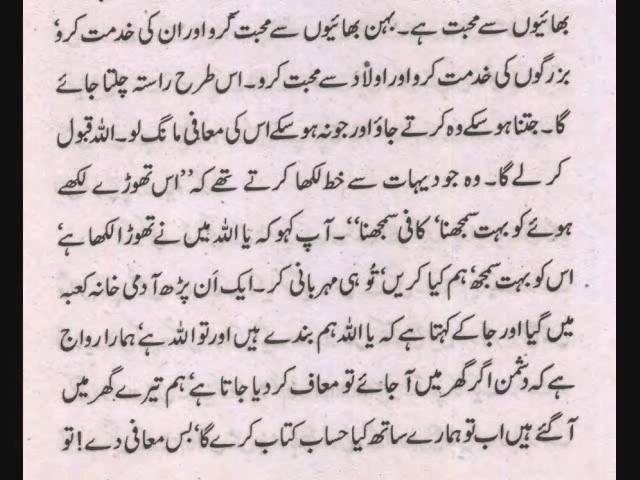 بھائیوں سے محبت ہے۔ بہن بھائیوں سے محبت کرو اور ان کی خدمت کرو‘
بزرگوں کی خدمت کرو اور اولاد سے محبت کرو۔ اس طرح راستہ چلتا جائے
گا۔ جتنا ہو سکے وہ کرتے جاؤ اور جو نہ ہو سکے اس کی معافی مانگ لو۔ اللہ قبول
کر لے گا۔ وہ جو دیہات سے خط لکھا کرتے تھے کہ ’’اس تھوڑے لکھے
ہوئے کو بہت سمجھنا‘ کافی سمجھنا‘‘۔ آپ کہو کہ یا اللہ میں نے تھوڑا لکھا ہے‘
اس کو بہت سمجھ‘ ہم کیا کریں‘ تُو ہی مہربانی کر۔ ایک اَن پڑھ آدمی خانہ کعبہ
میں گیا اور جا کے کہتا ہے کہ یا اللہ ہم بندے ہیں اور تو اللہ ہے‘ ہمارا رواج
ہے کہ دشمن اگر گھر میں آ جائے تو معاف کر دیا جاتا ہے‘ ہم تیرے گھر میں
آ گئے ہیں اب تو ہمارے ساتھ کیا حساب کتاب کرے گا‘ بس معافی دے! تو